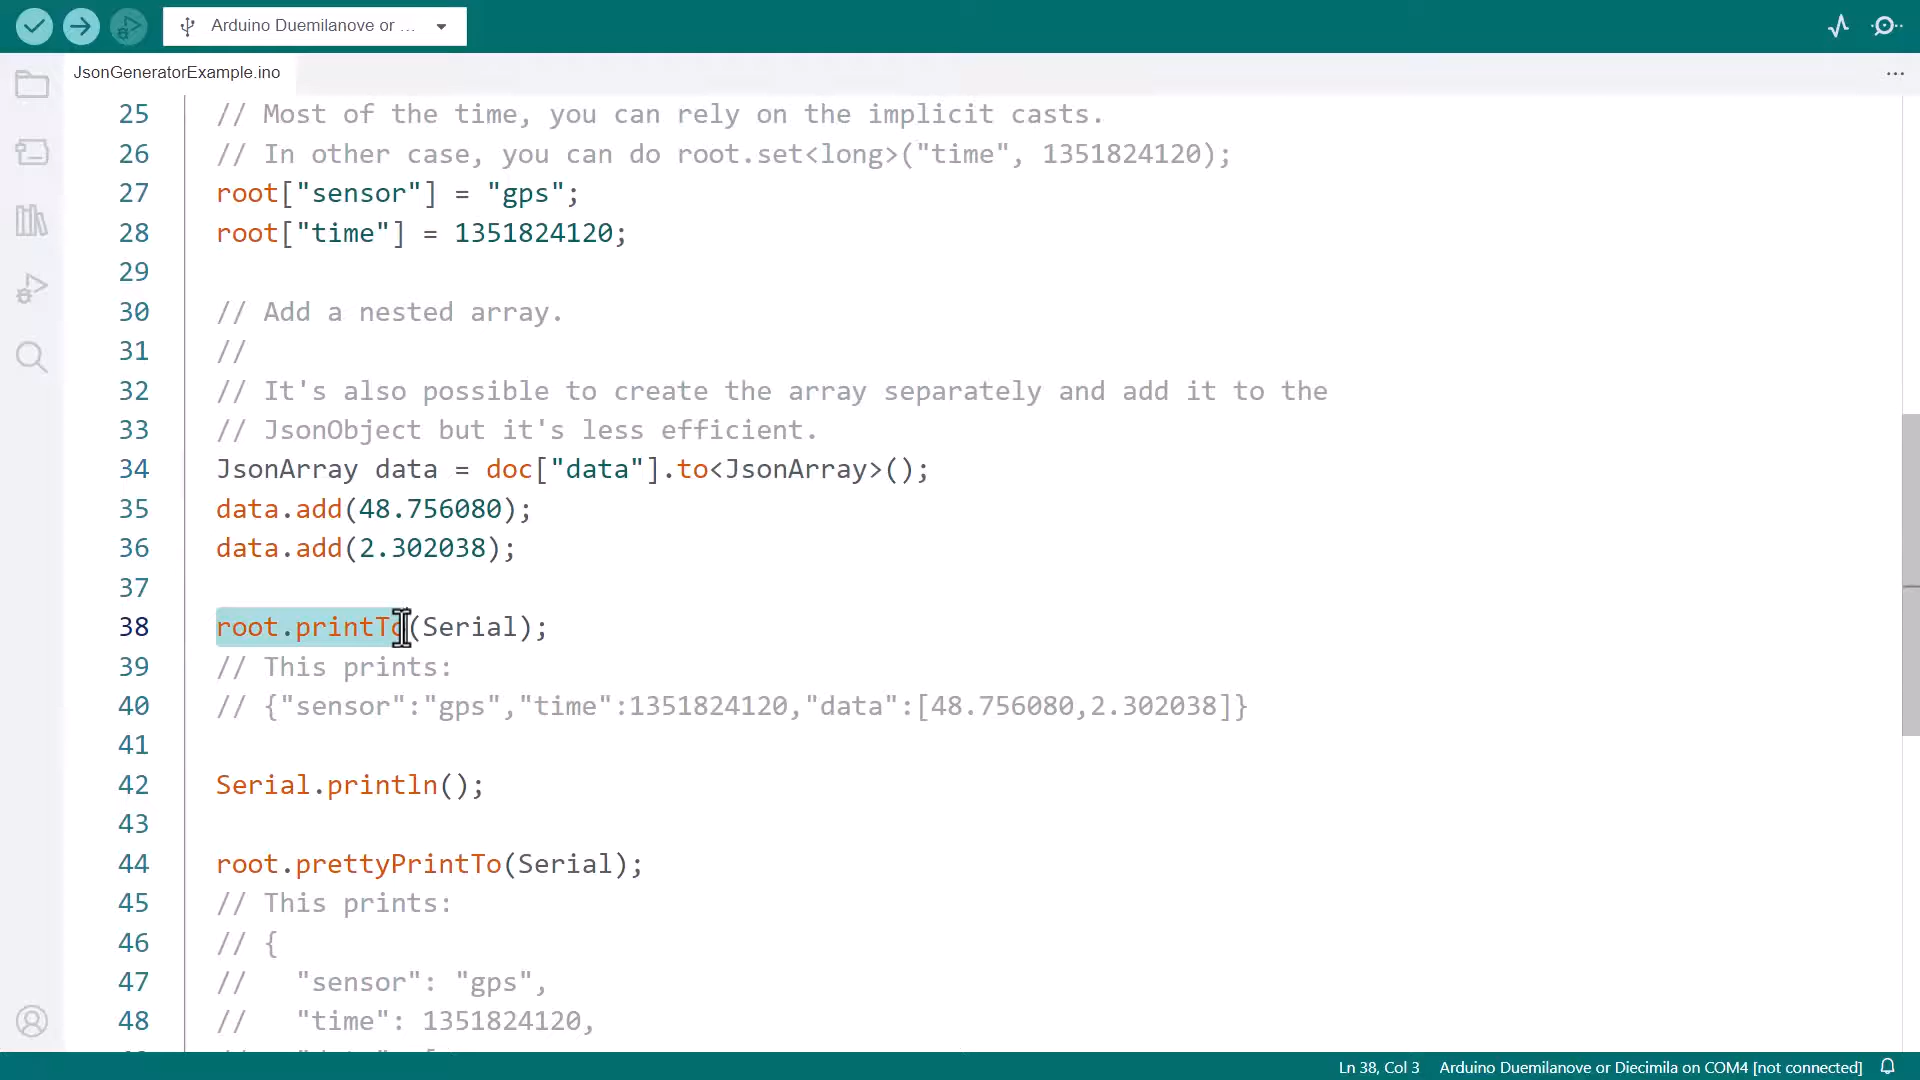 Arduino Duemilanove or ...
JsonGeneratorExample.ino
25 // Most of the time, you can rely on the implicit casts.
26 // In other case, you can do root.set<long>("time", 1351824120);
27 root["sensor"] = "gps";
28 root["time"] = 1351824120;
29
30 // Add a nested array.
31 //
32 // It's also possible to create the array separately and add it to the
33 // JsonObject but it's less efficient.
34 JsonArray data = doc["data"].to<JsonArray>();
35 data.add(48.756080);
36 data.add(2.302038);
37
38 root.printTo(Serial);
39 // This prints:
40 // {"sensor":"gps","time":1351824120,"data":[48.756080,2.302038]}
41
42 Serial.println();
43
44 root.prettyPrintTo(Serial);
45 // This prints:
46 // {
47 //   "sensor": "gps",
48 //   "time": 1351824120,
Ln 38, Col 3 Arduino Duemilanove or Diecimila on COM4 [not connected]